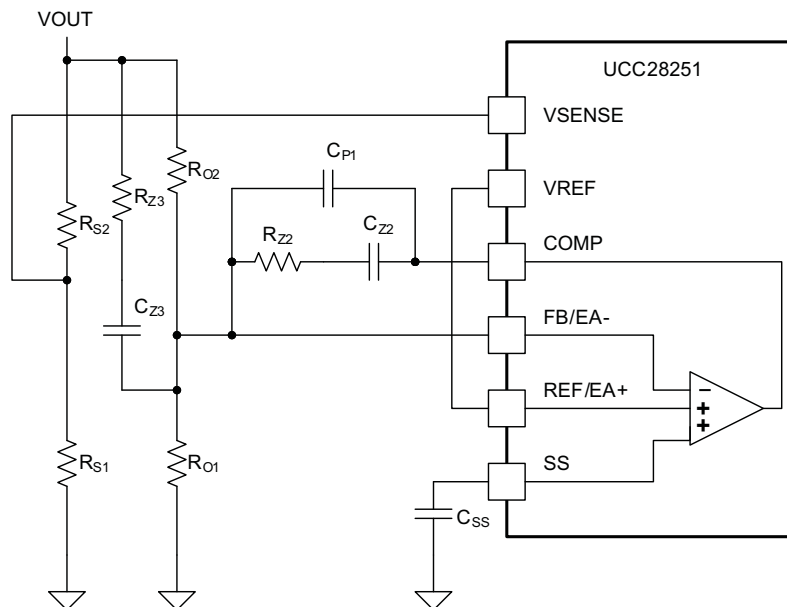 VOUT
UCC28251
VSENSE
CP1
RO2
VREF
RZ3
CZ2
RS2
RZ2
COMP
CZ3
FB/EA-
REF/EA+
–
+
+
RS1
RO1
SS
CSS